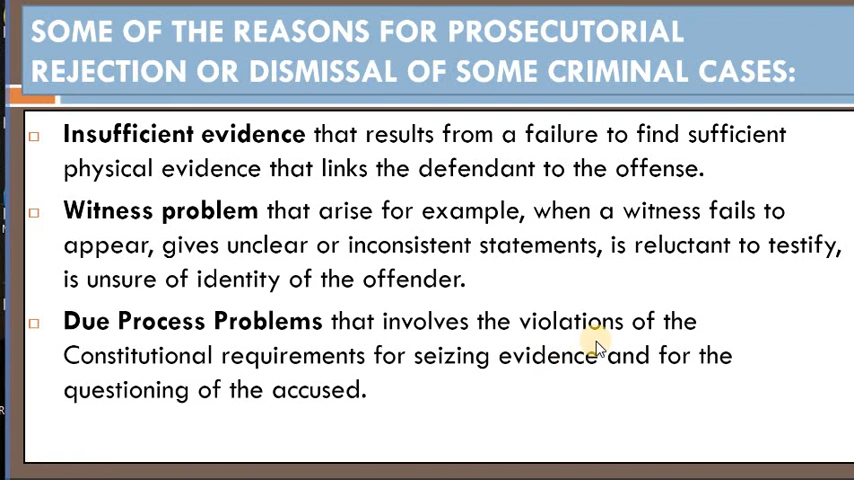 SOME OF THE REASONS FOR PROSECUTORIAL
REJECTION OR DISMISSAL OF SOME CRIMINAL CASES:
Insufficient evidence that results from a failure to find sufficient
physical evidence that links the defendant to the offense.
Witness problem that arise for example, when a witness fails to
appear, gives unclear or inconsistent statements, is reluctant to testify,
is unsure of identity of the offender.
Due Process Problems that involves the violations of the
Constitutional requirements for seizing evidence and for the
questioning of the accused.